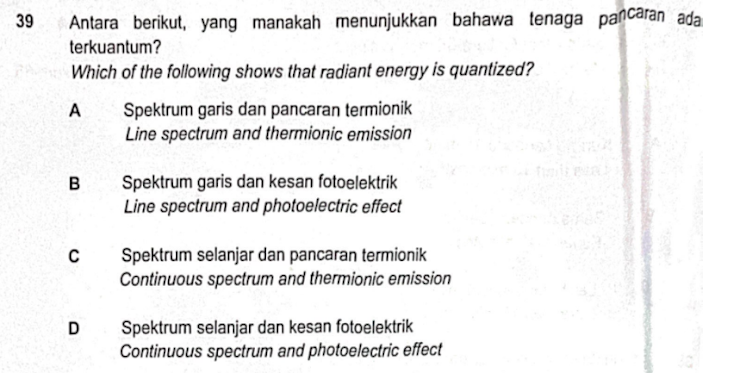 39 Antara berikut, yang manakah menunjukkan bahawa tenaga pancaran ada
terkuantum?
Which of the following shows that radiant energy is quantized?
A Spektrum garis dan pancaran termionik
Line spectrum and thermionic emission
B Spektrum garis dan kesan fotoelektrik
Line spectrum and photoelectric effect
C Spektrum selanjar dan pancaran termionik
Continuous spectrum and thermionic emission
D Spektrum selanjar dan kesan fotoelektrik
Continuous spectrum and photoelectric effect